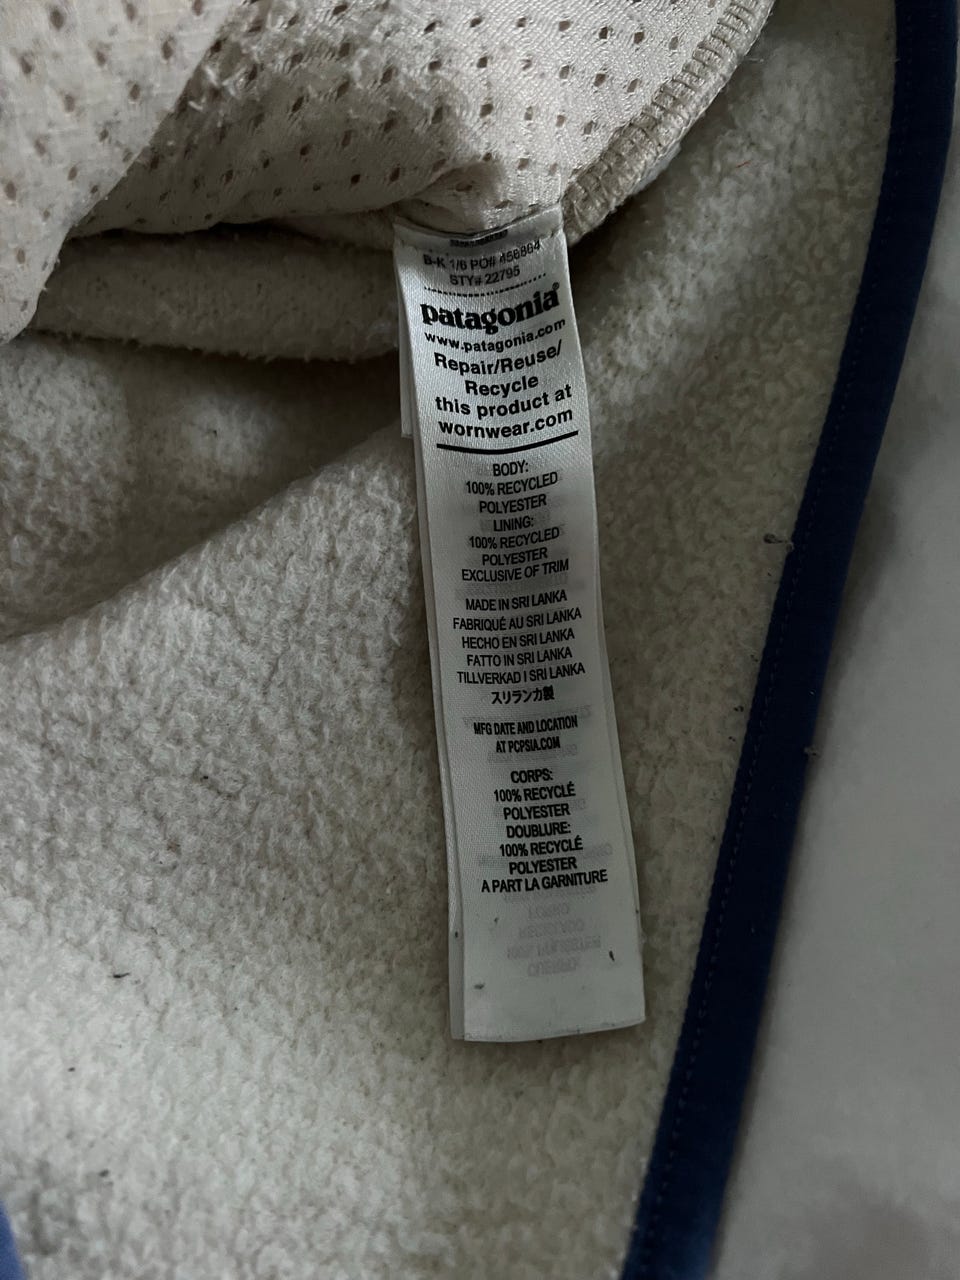 B-K 1/6 PO# 456864
STY# 22795
patagonia®
www.patagonia.com
Repair/Reuse/
Recycle
this product at
wornwear.com
BODY:
100% RECYCLED
POLYESTER
LINING:
100% RECYCLED
POLYESTER
EXCLUSIVE OF TRIM
MADE IN SRI LANKA
FABRIQUÉ AU SRI LANKA
HECHO EN SRI LANKA
FATTO IN SRI LANKA
TILLVERKAD I SRI LANKA
スリランカ製
MFG DATE AND LOCATION
AT PCPSIA.COM
CORPS:
100% RECYCLÉ
POLYESTER
DOUBLURE:
100% RECYCLÉ
POLYESTER
A PART LA GARNITURE